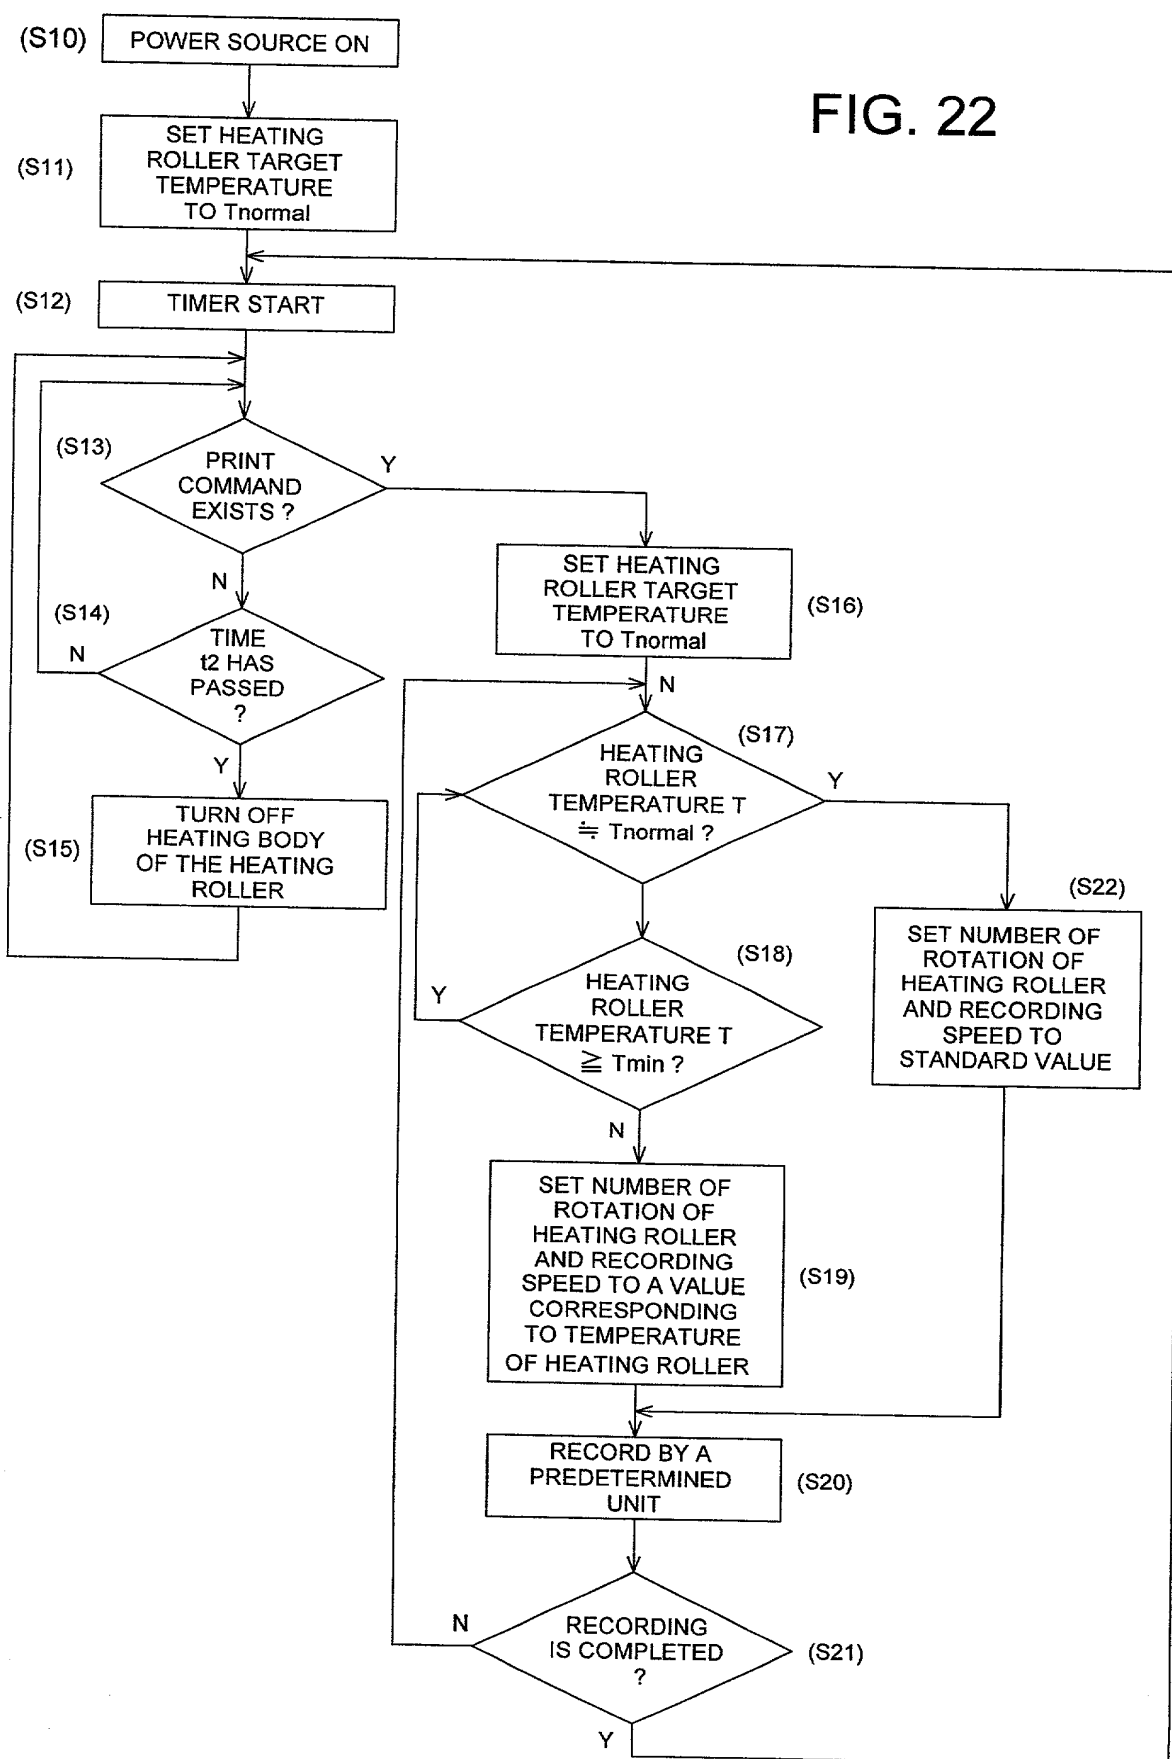 FIG. 22
(S10)
POWER SOURCE ON
(S11)
SET HEATING
ROLLER TARGET
TEMPERATURE
TO Tnormal
(S12)
TIMER START
(S13)
PRINT
COMMAND
EXISTS ?
Y
N
(S14)
TIME
t2 HAS
PASSED
?
N
Y
(S15)
TURN OFF
HEATING BODY
OF THE HEATING
ROLLER
SET HEATING
ROLLER TARGET
TEMPERATURE
TO Tnormal
(S16)
N
(S17)
HEATING
ROLLER
TEMPERATURE T
≒ Tnormal ?
Y
(S18)
HEATING
ROLLER
TEMPERATURE T
≧ Tmin ?
Y
N
(S22)
SET NUMBER OF
ROTATION OF
HEATING ROLLER
AND RECORDING
SPEED TO
STANDARD VALUE
SET NUMBER OF
ROTATION OF
HEATING ROLLER
AND RECORDING
SPEED TO A VALUE
CORRESPONDING
TO TEMPERATURE
OF HEATING ROLLER
(S19)
RECORD BY A
PREDETERMINED
UNIT
(S20)
N
RECORDING
IS COMPLETED
?
(S21)
Y